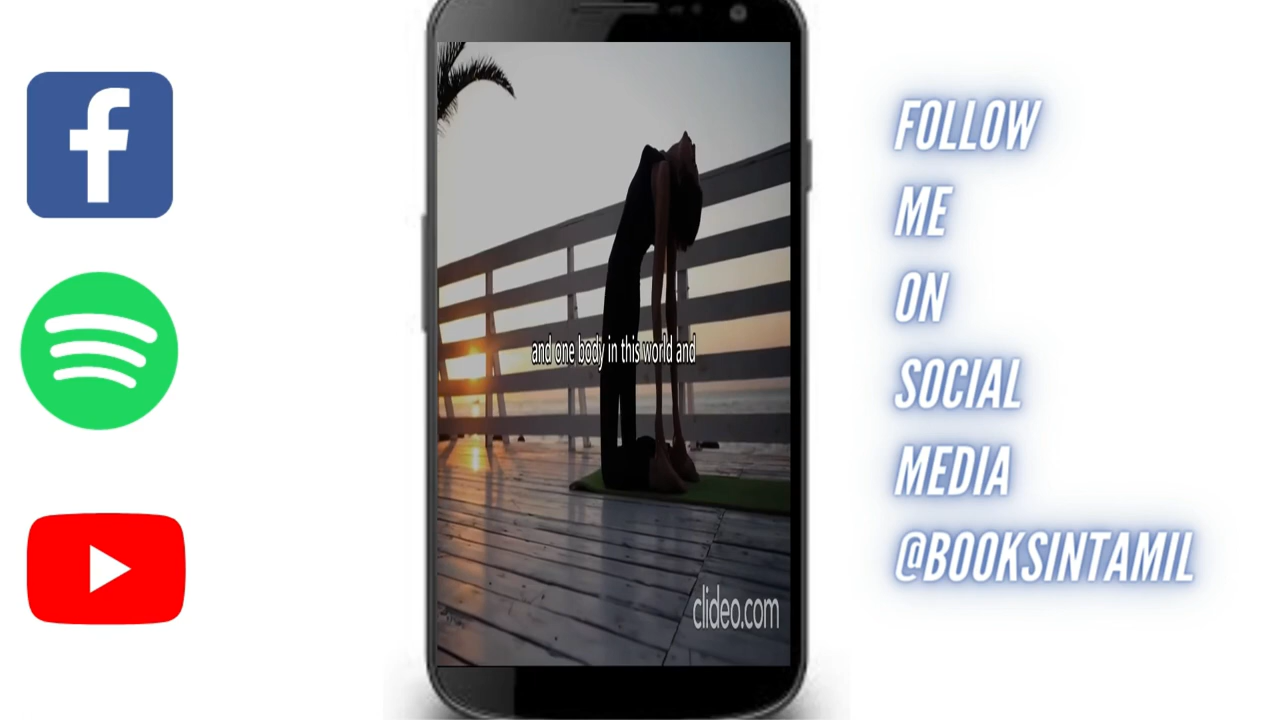 and one body in this world and
clideo.com
FOLLOW
ME
ON
SOCIAL
MEDIA
@BOOKSINTAMIL